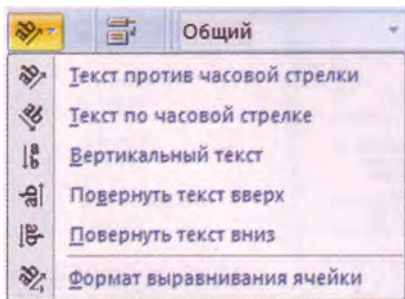 Общий
Текст против часовой стрелки
Текст по часовой стрелке
Вертикальный текст
Повернуть текст вверх
Повернуть текст вниз
Формат выравнивания ячейки